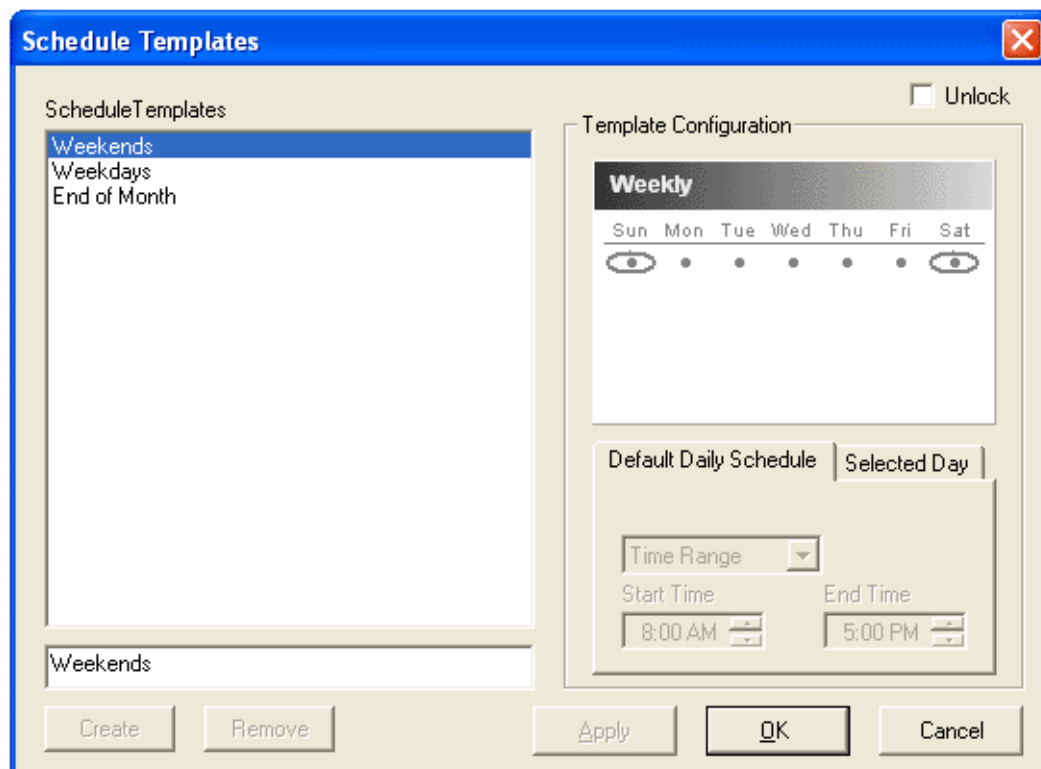 Schedule Templates
Unlock
ScheduleTemplates
Weekends
Weekdays
End of Month
Weekends
Create Remove
Template Configuration
Weekly
Sun Mon Tue Wed Thu Fri Sat
Default Daily Schedule Selected Day
Time Range
Start Time End Time
8:00 AM 5:00 PM
Apply OK Cancel